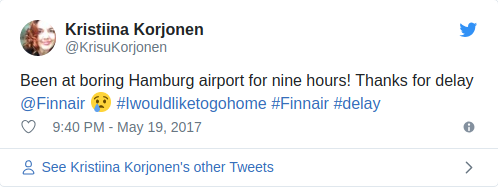 Kristiina Korjonen
@KrisuKorjonen
Been at boring Hamburg airport for nine hours! Thanks for delay
@Finnair 😢 #Iwouldliketogohome #Finnair #delay
9:40 PM - May 19, 2017
See Kristiina Korjonen's other Tweets